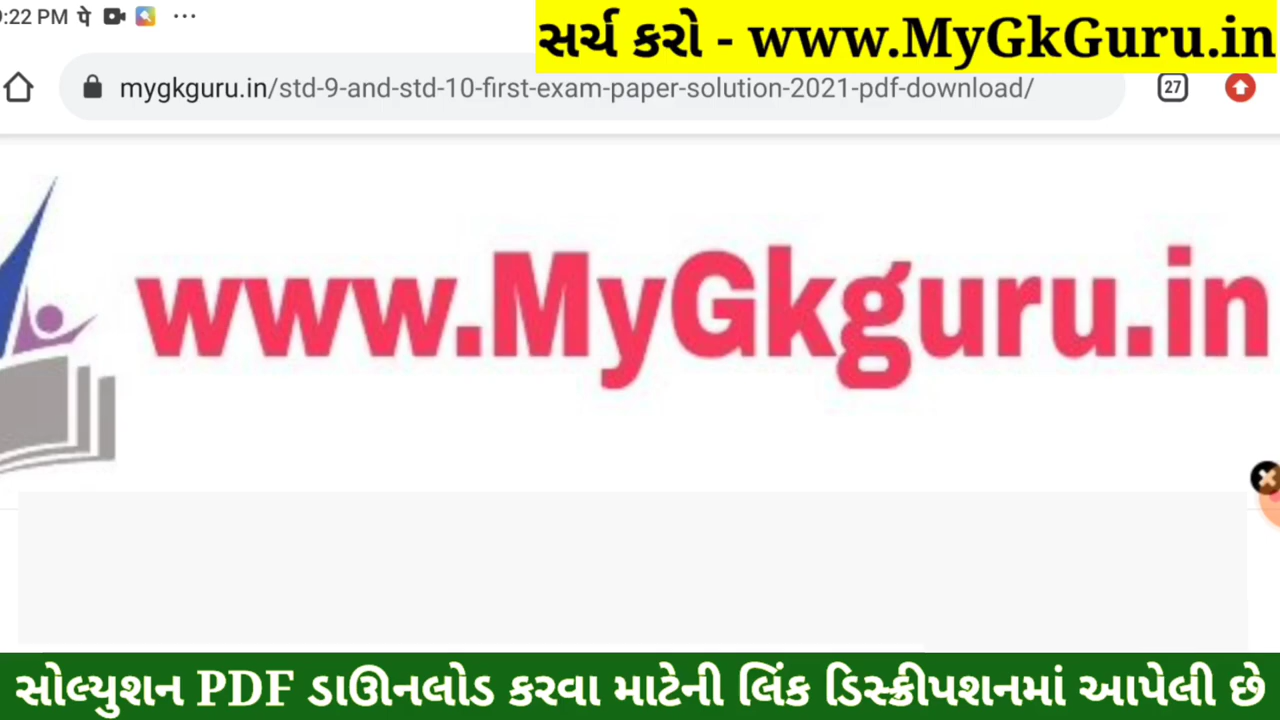 9:22 PM पे ...
સર્ચ કરો - www.MyGkGuru.in
mygkguru.in/std-9-and-std-10-first-exam-paper-solution-2021-pdf-download/
27
www.MyGkguru.in
સોલ્યુશન PDF ડાઊનલોડ કરવા માટેની લિંક ડિસ્ક્રીપશનમાં આપેલી છે